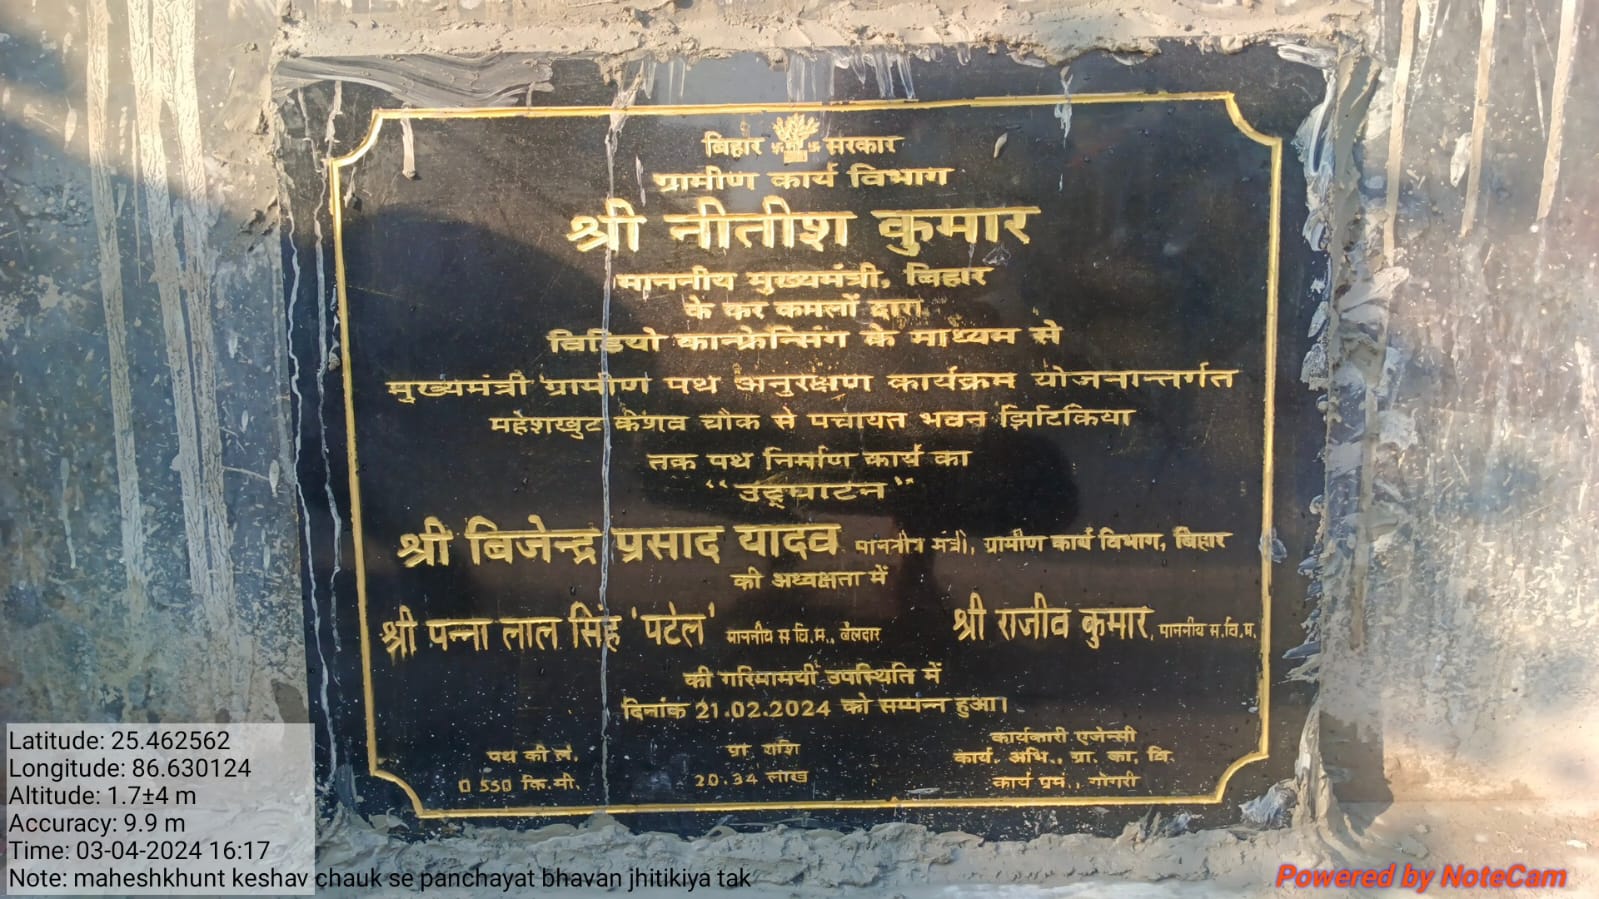 बिहार सरकार
ग्रामीण कार्य विभाग
श्री नीतीश कुमार
माननीय मुख्यमंत्री, बिहार
के कर कमलों द्वारा
विडियो कान्फ्रेन्सिंग के माध्यम से
मुख्यमंत्री ग्रामीण पथ अनुरक्षण कार्यक्रम योजनान्तर्गत
महेशखुट केशव चौक से पंचायत भवन झिटिकिया
तक पथ निर्माण कार्य का
“उद्घाटन”
श्री बिजेन्द्र प्रसाद यादव माननीय मंत्री, ग्रामीण कार्य विभाग, बिहार
की अध्यक्षता में
श्री पन्ना लाल सिंह 'पटेल' माननीय स.वि.म., बेलदौर श्री राजीव कुमार, माननीय स.वि.प.
की गरिमामयी उपस्थिति में
दिनांक 21.02.2024 को सम्पन्न हुआ।
पथ की लं. प्रा राशि कार्यकारी एजेन्सी
0.550 कि.मी. 20.34 लाख कार्य. अभि., ग्रा. का. वि.
कार्य प्रम., गोगरी
Latitude: 25.462562
Longitude: 86.630124
Altitude: 1.7±4 m
Accuracy: 9.9 m
Time: 03-04-2024 16:17
Note: maheshkhunt keshav chauk se panchayat bhavan jhitikiya tak
Powered by NoteCam